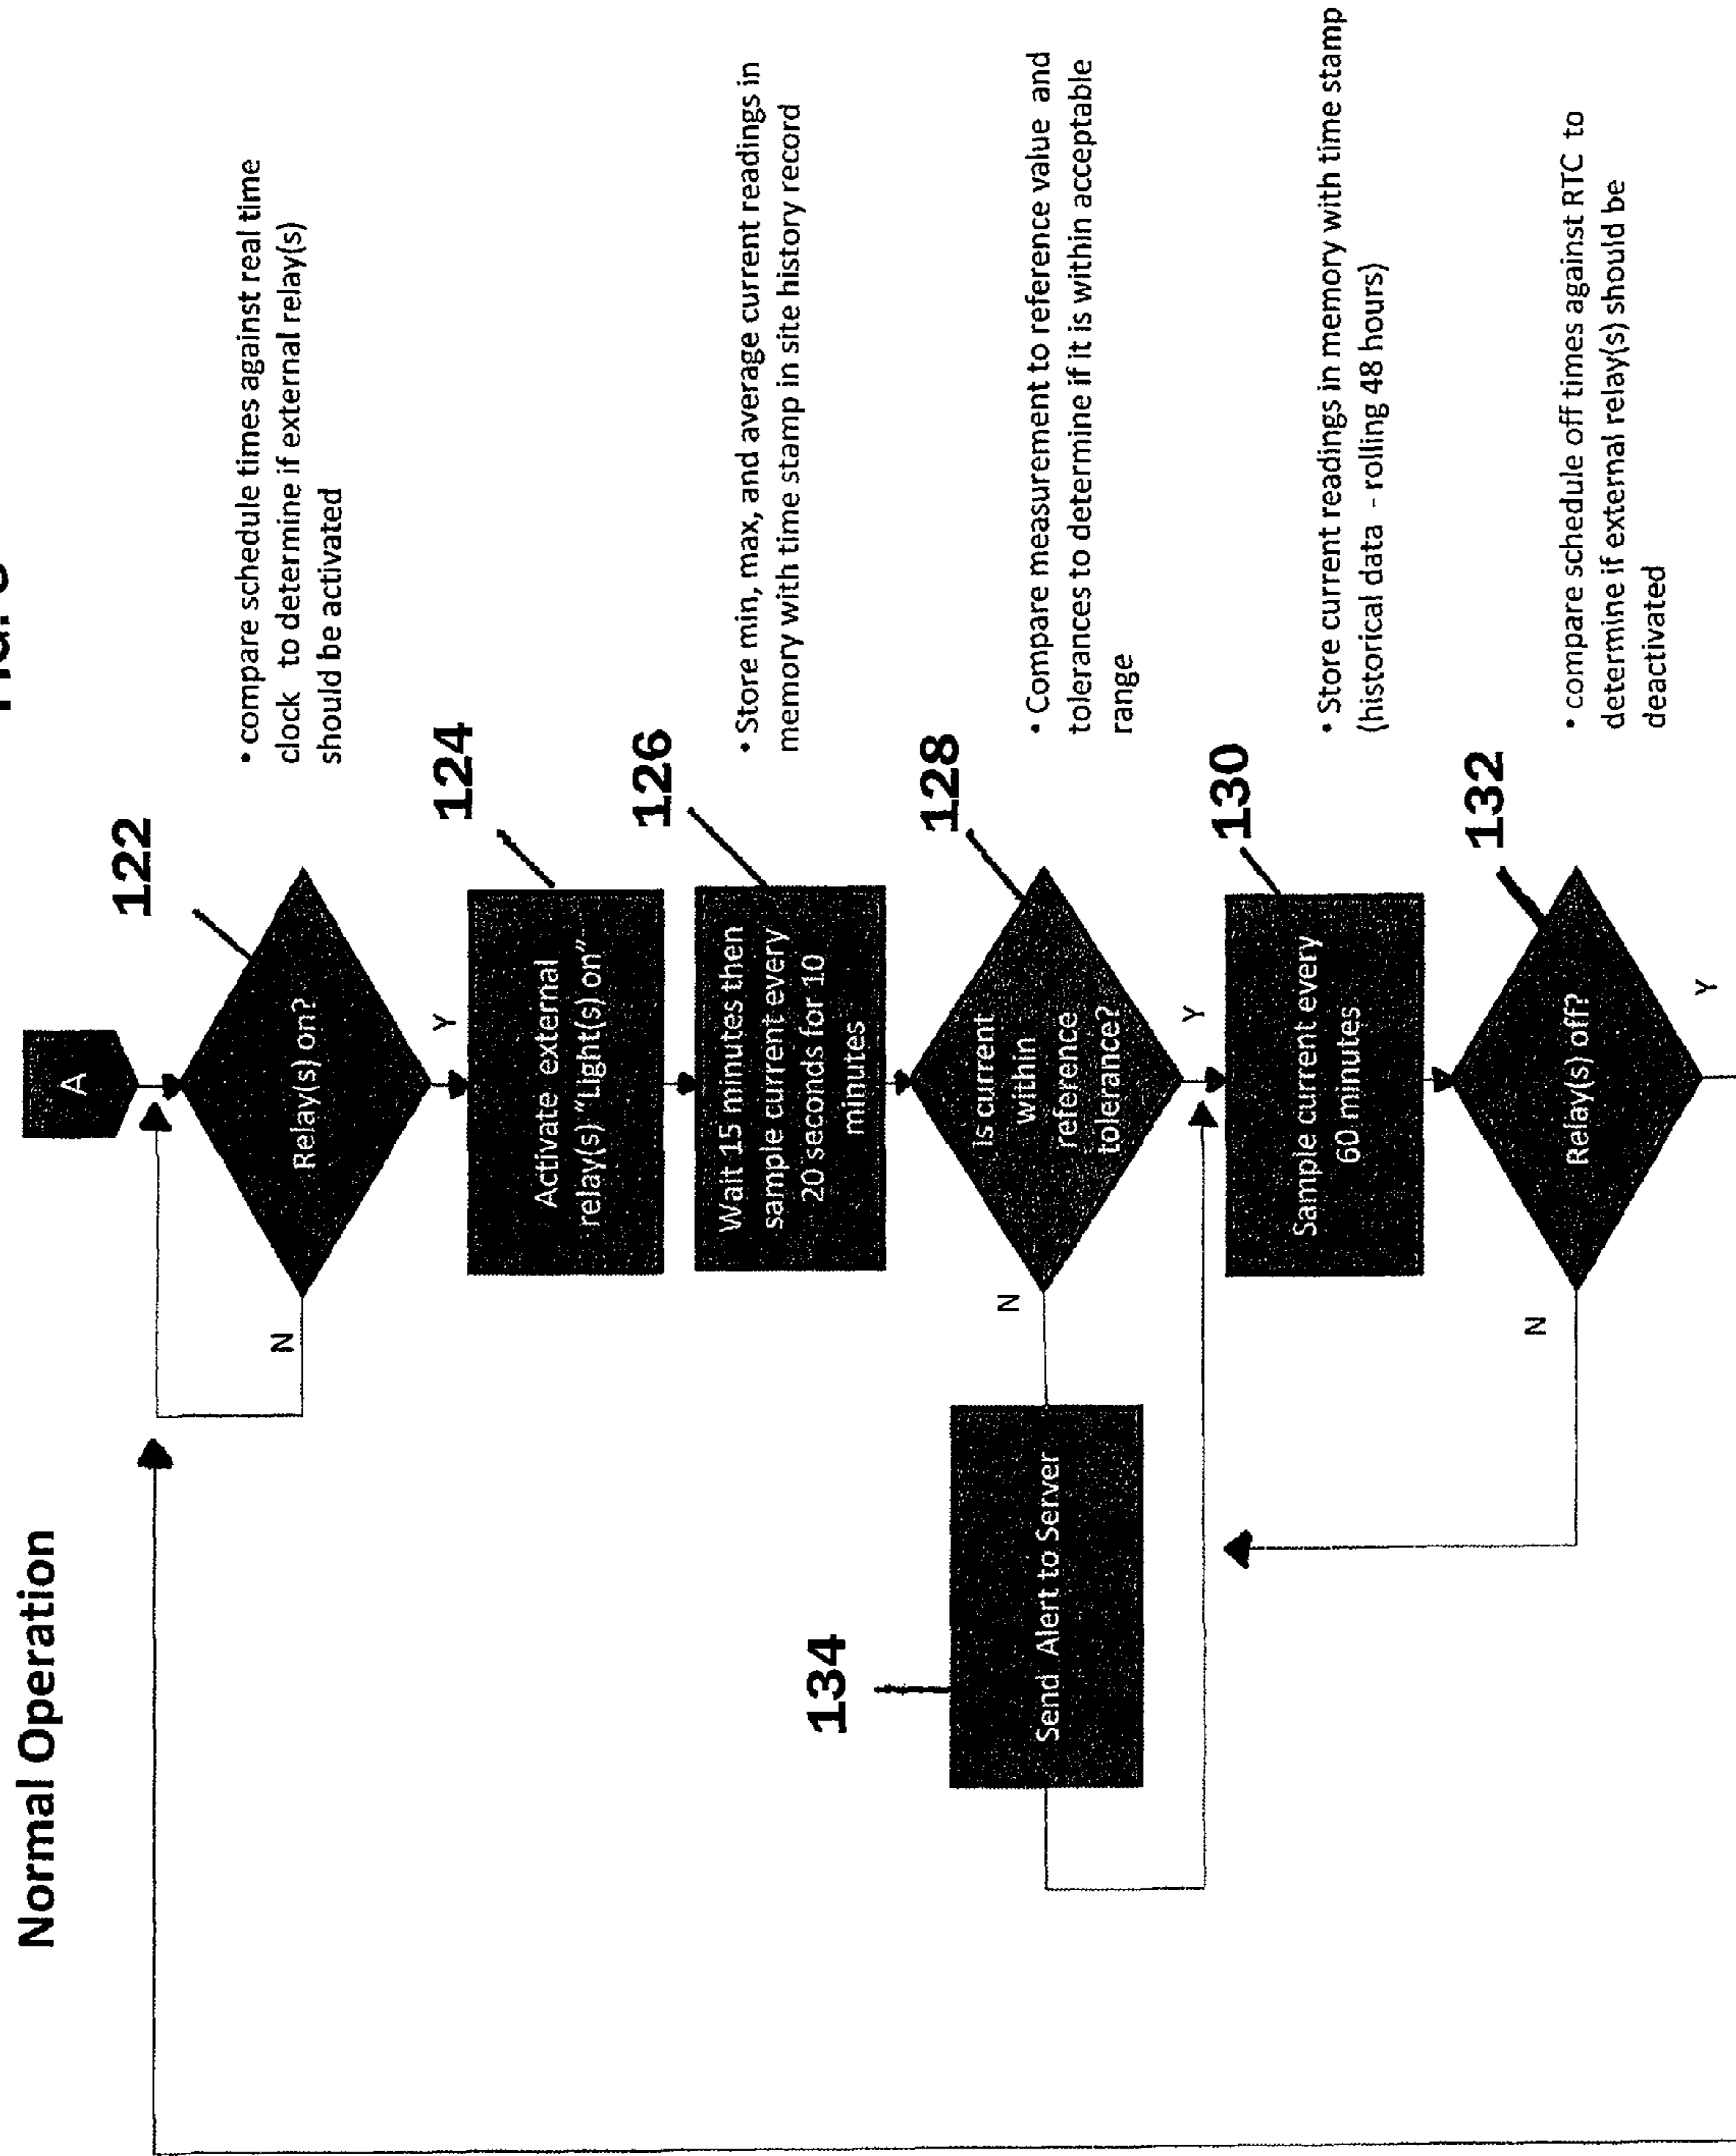 Normal Operation
A
122
Relay(s) on?
N
Y
• compare schedule times against real time
clock to determine if external relay(s)
should be activated
124
Activate external
relay(s) "Light(s) on"
126
Wait 15 minutes then
sample current every
20 seconds for 10
minutes
• Store min, max, and average current readings in
memory with time stamp in site history record
128
Is current
within
reference
tolerance?
N
Y
• Compare measurement to reference value and
tolerances to determine if it is within acceptable
range
134
Send Alert to Server
130
Sample current every
60 minutes
• Store current readings in memory with time stamp
(historical data - rolling 48 hours)
132
Relay(s) off?
N
Y
• compare schedule off times against RTC to
determine if external relay(s) should be
deactivated